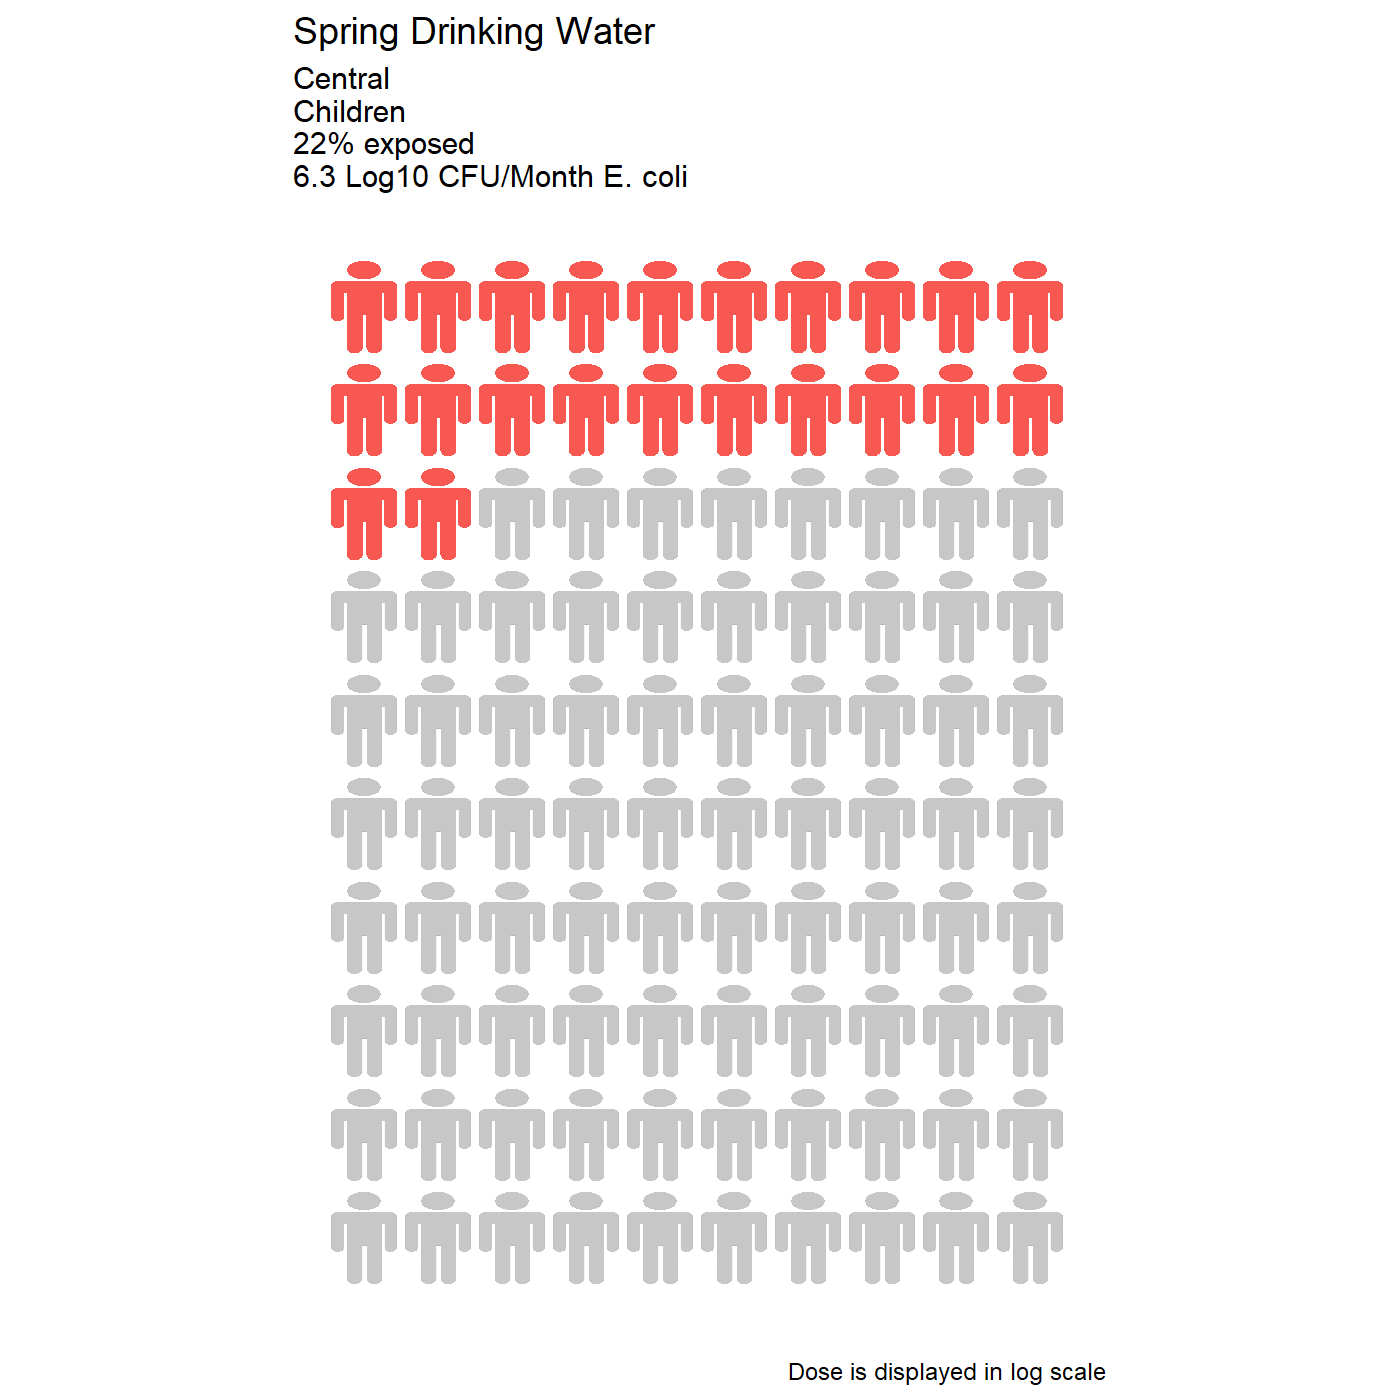 Spring Drinking Water
Central
Children
22% exposed
6.3 Log10 CFU/Month E. coli
Dose is displayed in log scale